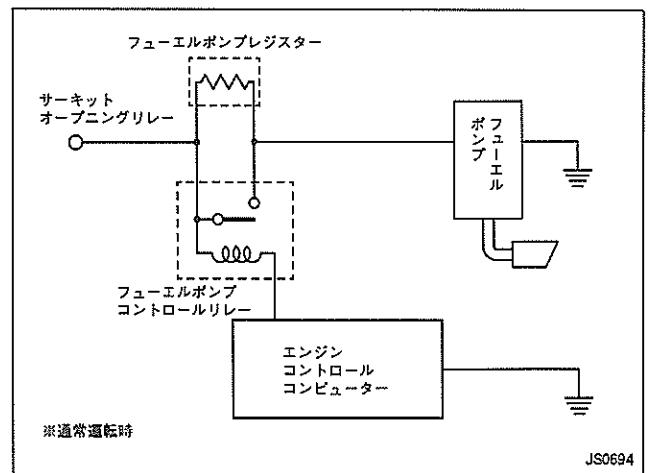 フューエルポンプレジスター
サーキット
オープニングリレー
フューエル
ポンプ
フューエルポンプ
コントロールリレー
エンジン
コントロール
コンピューター
※通常運転時
JS0694